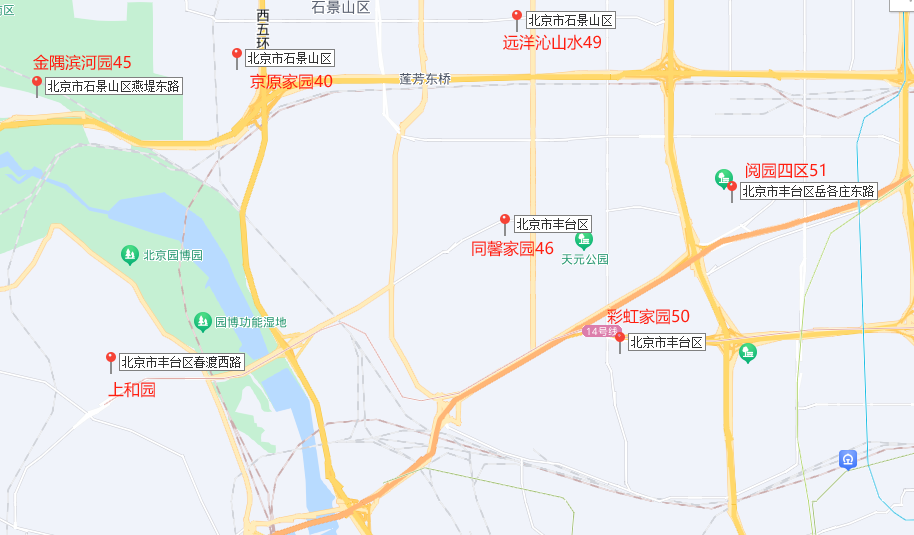 石景山区
西五环
北京市石景山区
远洋沁山水49
金隅滨河园45
北京市石景山区
京原家园40
莲芳东桥
北京市石景山区燕堤东路
阅园四区51
北京市丰台区岳各庄东路
北京市丰台区
同馨家园46
天元公园
北京园博园
园博功能湿地
彩虹家园50
14号线
北京市丰台区
北京市丰台区春渡西路
上和园